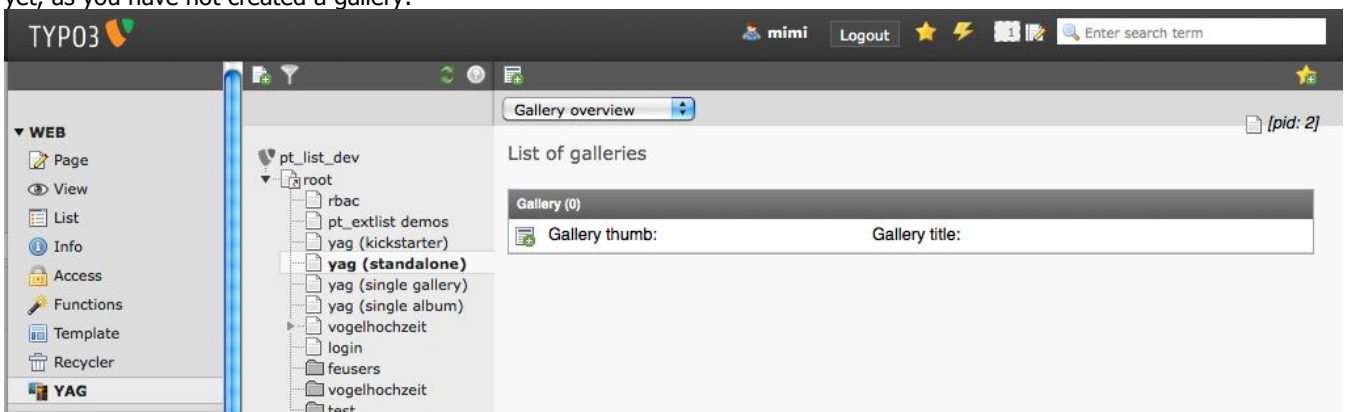 yet, as you have not created a gallery.
TYPO3
mimi
Logout
1
Enter search term
Gallery overview
[pid: 2]
WEB
Page
View
List
Info
Access
Functions
Template
Recycler
YAG
pt_list_dev
root
rbac
pt_extlist demos
yag (kickstarter)
yag (standalone)
yag (single gallery)
yag (single album)
vogelhochzeit
login
feusers
vogelhochzeit
test
List of galleries
Gallery (0)
Gallery thumb: Gallery title: